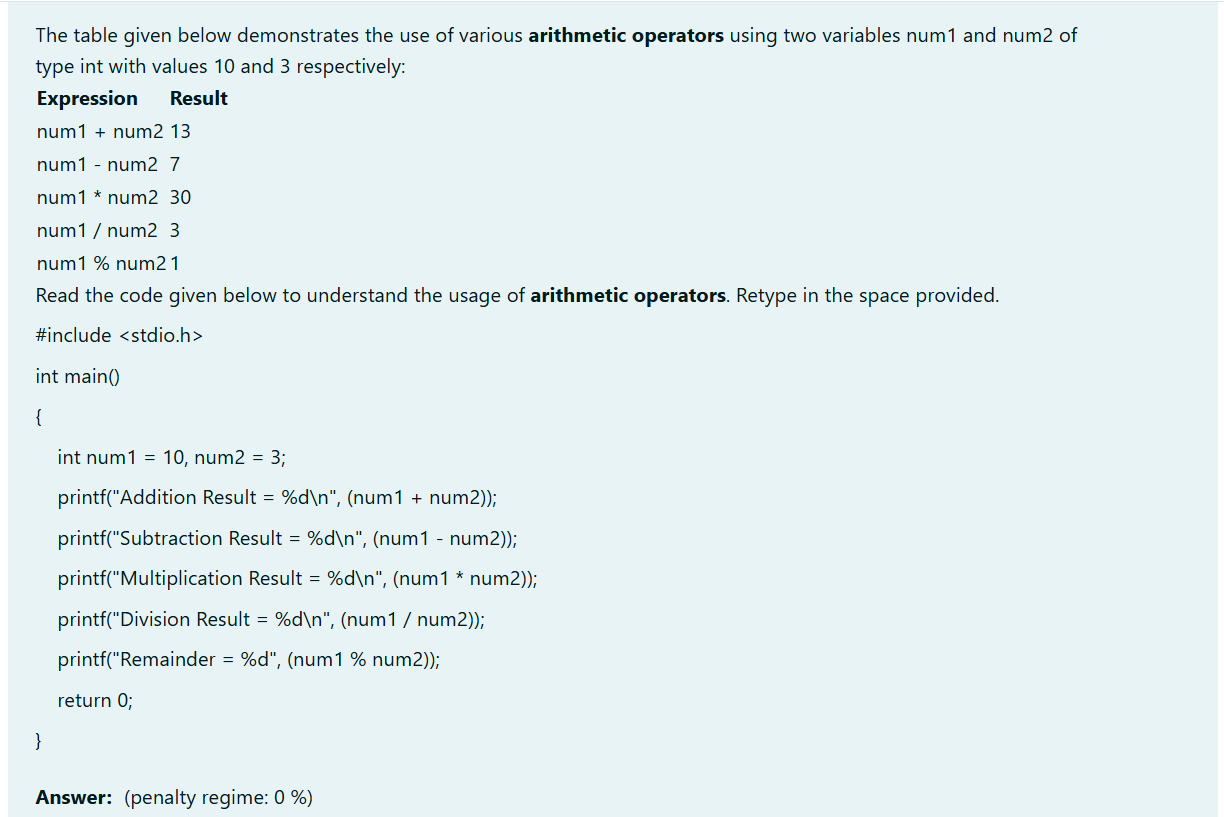 The table given below demonstrates the use of various arithmetic operators using two variables num1 and num2 of
type int with values 10 and 3 respectively:
Expression Result
num1 + num2 13
num1 - num2 7
num1 * num2 30
num1 / num2 3
num1 % num2 1
Read the code given below to understand the usage of arithmetic operators. Retype in the space provided.
#include <stdio.h>
int main()
{
int num1 = 10, num2 = 3;
printf("Addition Result = %d\n", (num1 + num2));
printf("Subtraction Result = %d\n", (num1 - num2));
printf("Multiplication Result = %d\n", (num1 * num2));
printf("Division Result = %d\n", (num1 / num2));
printf("Remainder = %d", (num1 % num2));
return 0;
}
Answer: (penalty regime: 0 %)